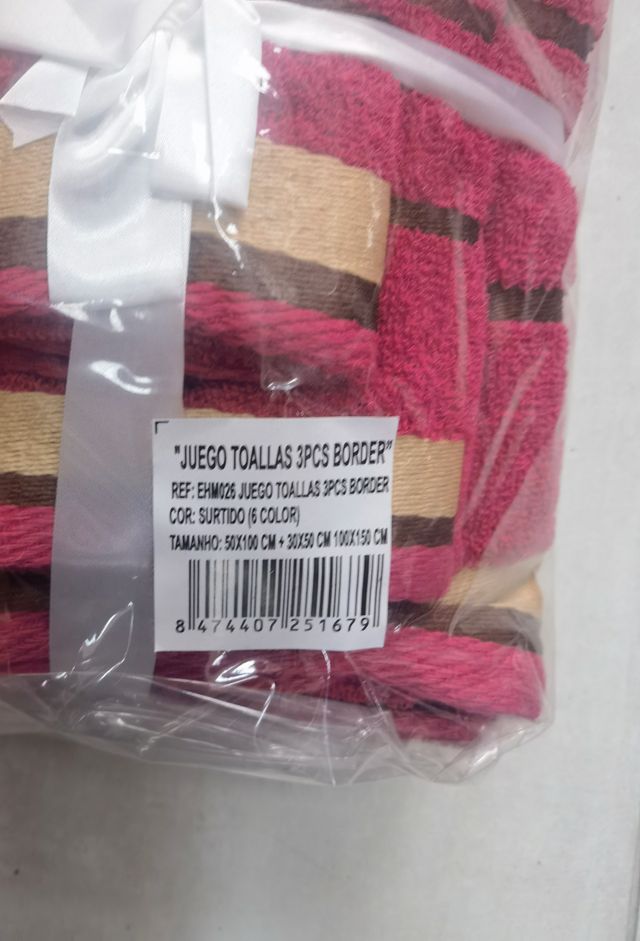 "JUEGO TOALLAS 3PCS BORDER”
REF: EHM026 JUEGO TOALLAS 3PCS BORDER
COR: SURTIDO (6 COLOR)
TAMANHO: 50X100 CM + 30X50 CM 100X150 CM
8 474407 251679